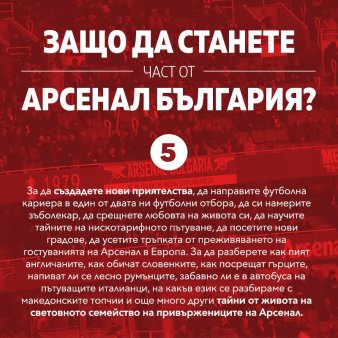 ЗАЩО ДА СТАНЕТЕ
ЧАСТ ОТ
АРСЕНАЛ БЪЛГАРИЯ?
1979
ARSENAL BULGARIA
5
За да създадете нови приятелства, да направите футболна
кариера в един от двата ни футболни отбора, да си намерите
зъболекар, да срещнете любовта на живота си, да научите
тайните на нискотарифното пътуване, да посетите нови
градове, да усетите тръпката от преживяването на
гостуванията на Арсенал в Европа. За да разберете как пият
англичаните, как обичат словенките, как посрещат гърците,
напиват ли се лесно румънците, забавно ли е в автобуса на
пътуващите италианци, на какъв език се разбираме с
македонските топчии и още много други тайни от живота на
световното семейство на привържениците на Арсенал.